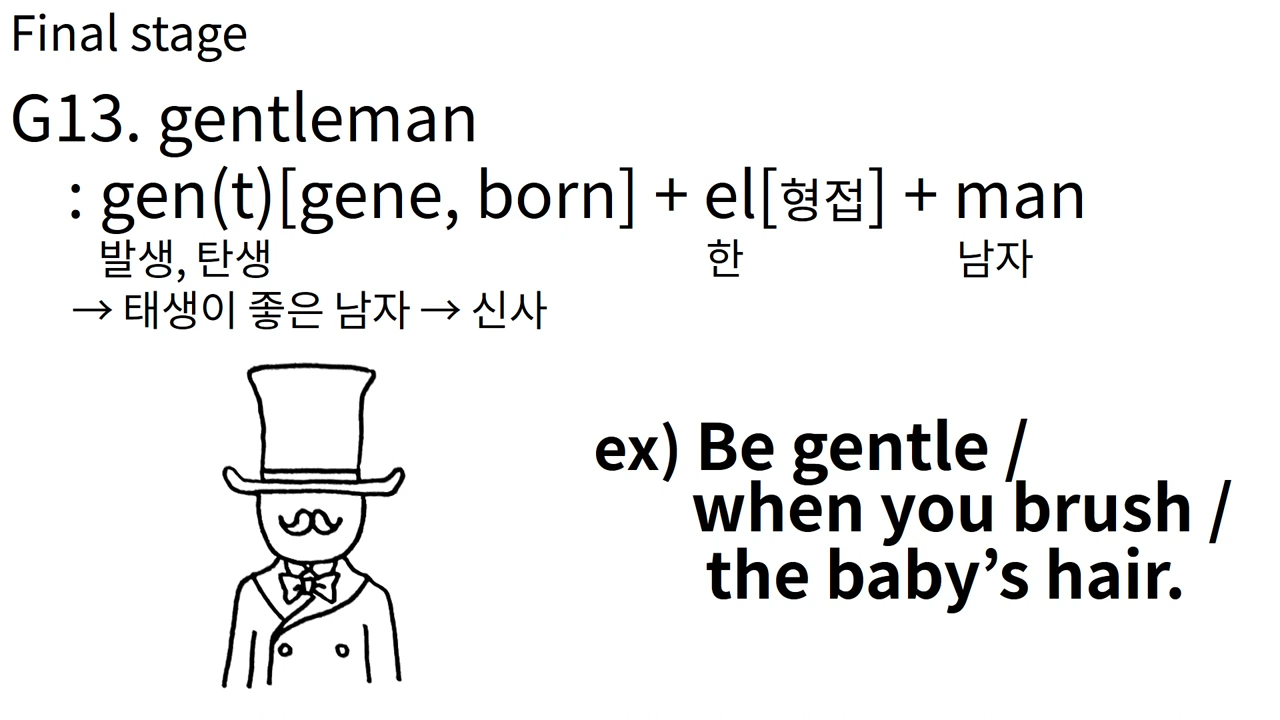 Final stage
G13. gentleman
: gen(t)[gene, born] + el[형접] + man
발생, 탄생 한 남자
→ 태생이 좋은 남자 → 신사
ex) Be gentle /
when you brush /
the baby’s hair.